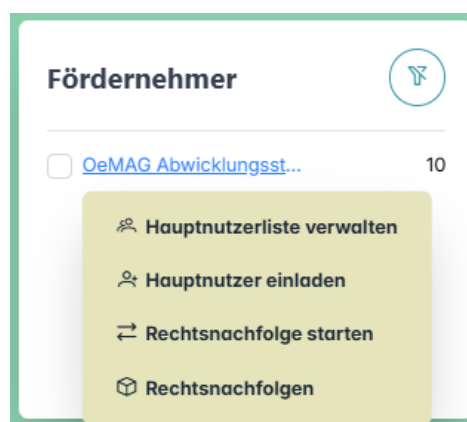 Fördernehmer
OeMAG Abwicklungsst... 10
Hauptnutzerliste verwalten
Hauptnutzer einladen
Rechtsnachfolge starten
Rechtsnachfolgen